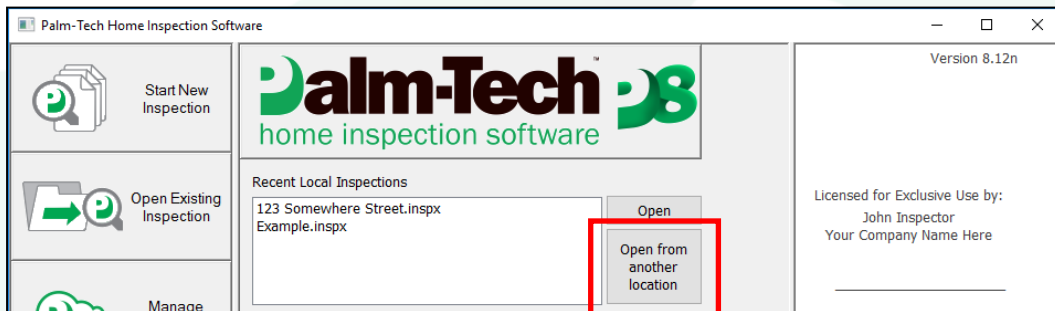 Palm-Tech Home Inspection Software
Version 8.12n
Start New
Inspection
Palm-Tech™ P8
home inspection software
Open Existing
Inspection
Recent Local Inspections
123 Somewhere Street.inspx
Example.inspx
Open
Open from
another
location
Licensed for Exclusive Use by:
John Inspector
Your Company Name Here
Manage